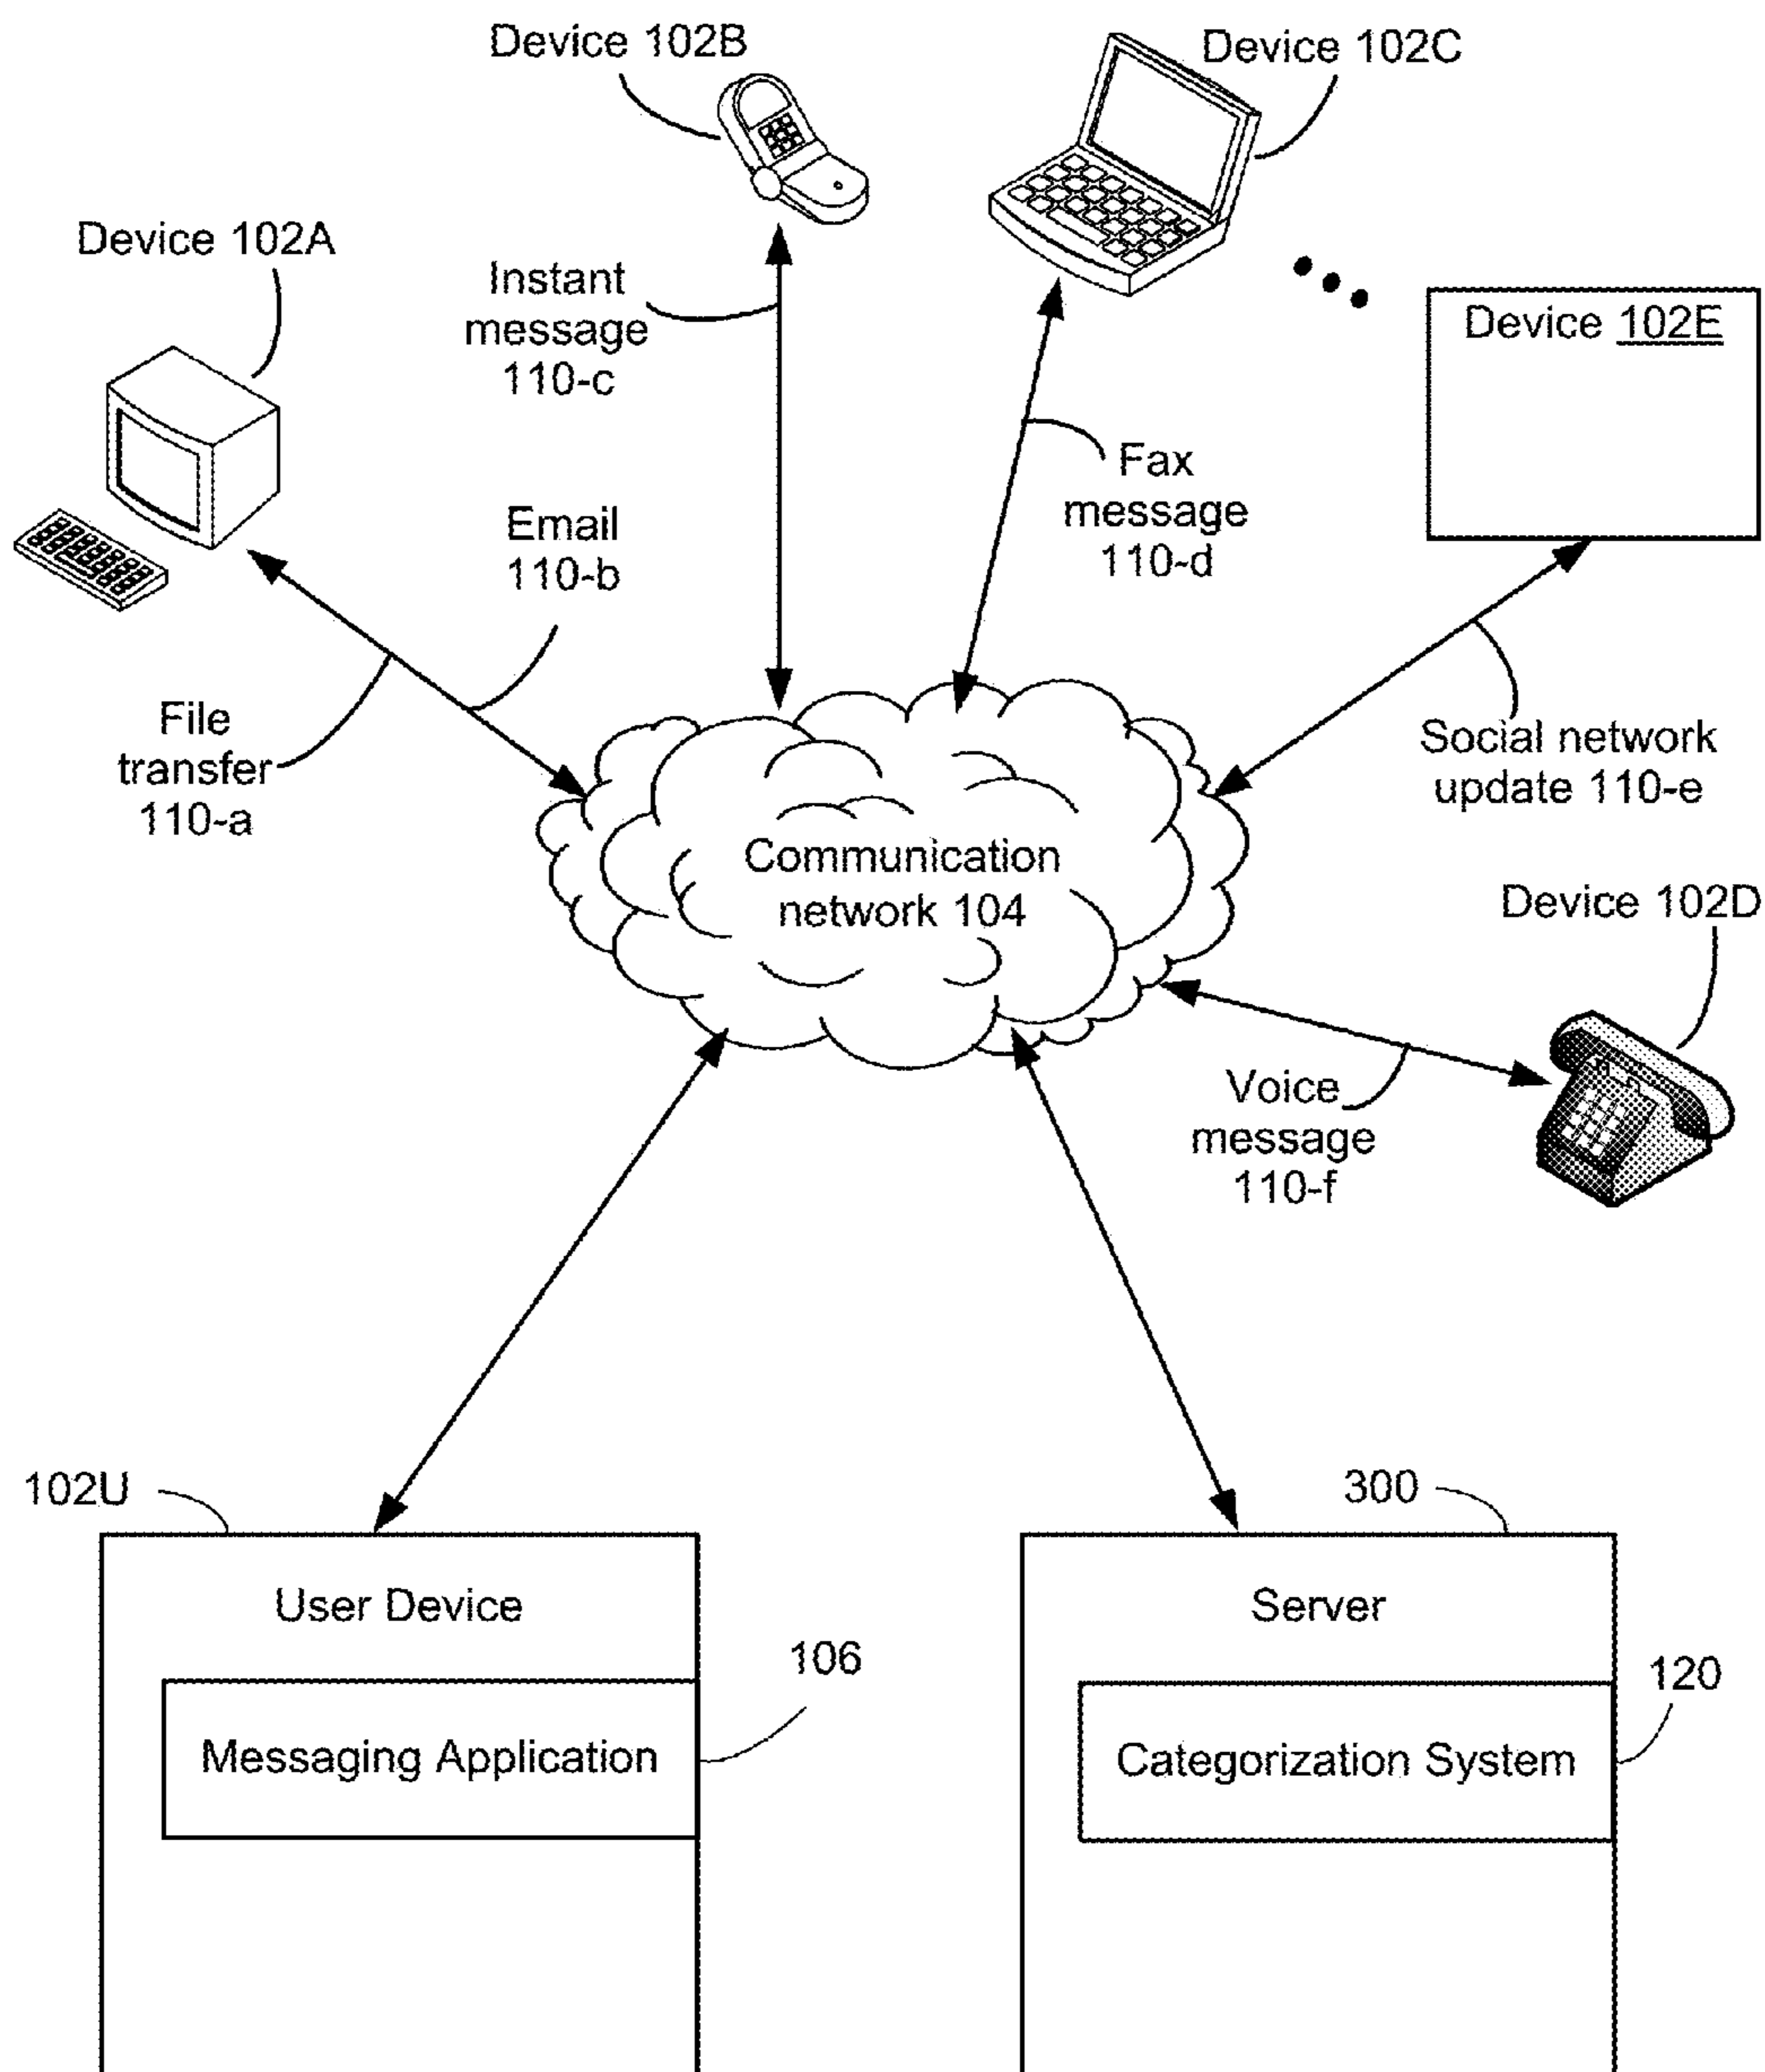 Device 102B
Device 102C
Device 102A
Instant
message
110-c
Device 102E
Fax
message
110-d
Email
110-b
File
transfer
110-a
Social network
update 110-e
Communication
network 104
Device 102D
Voice
message
110-f
102U
300
User Device
Server
106
120
Messaging Application
Categorization System